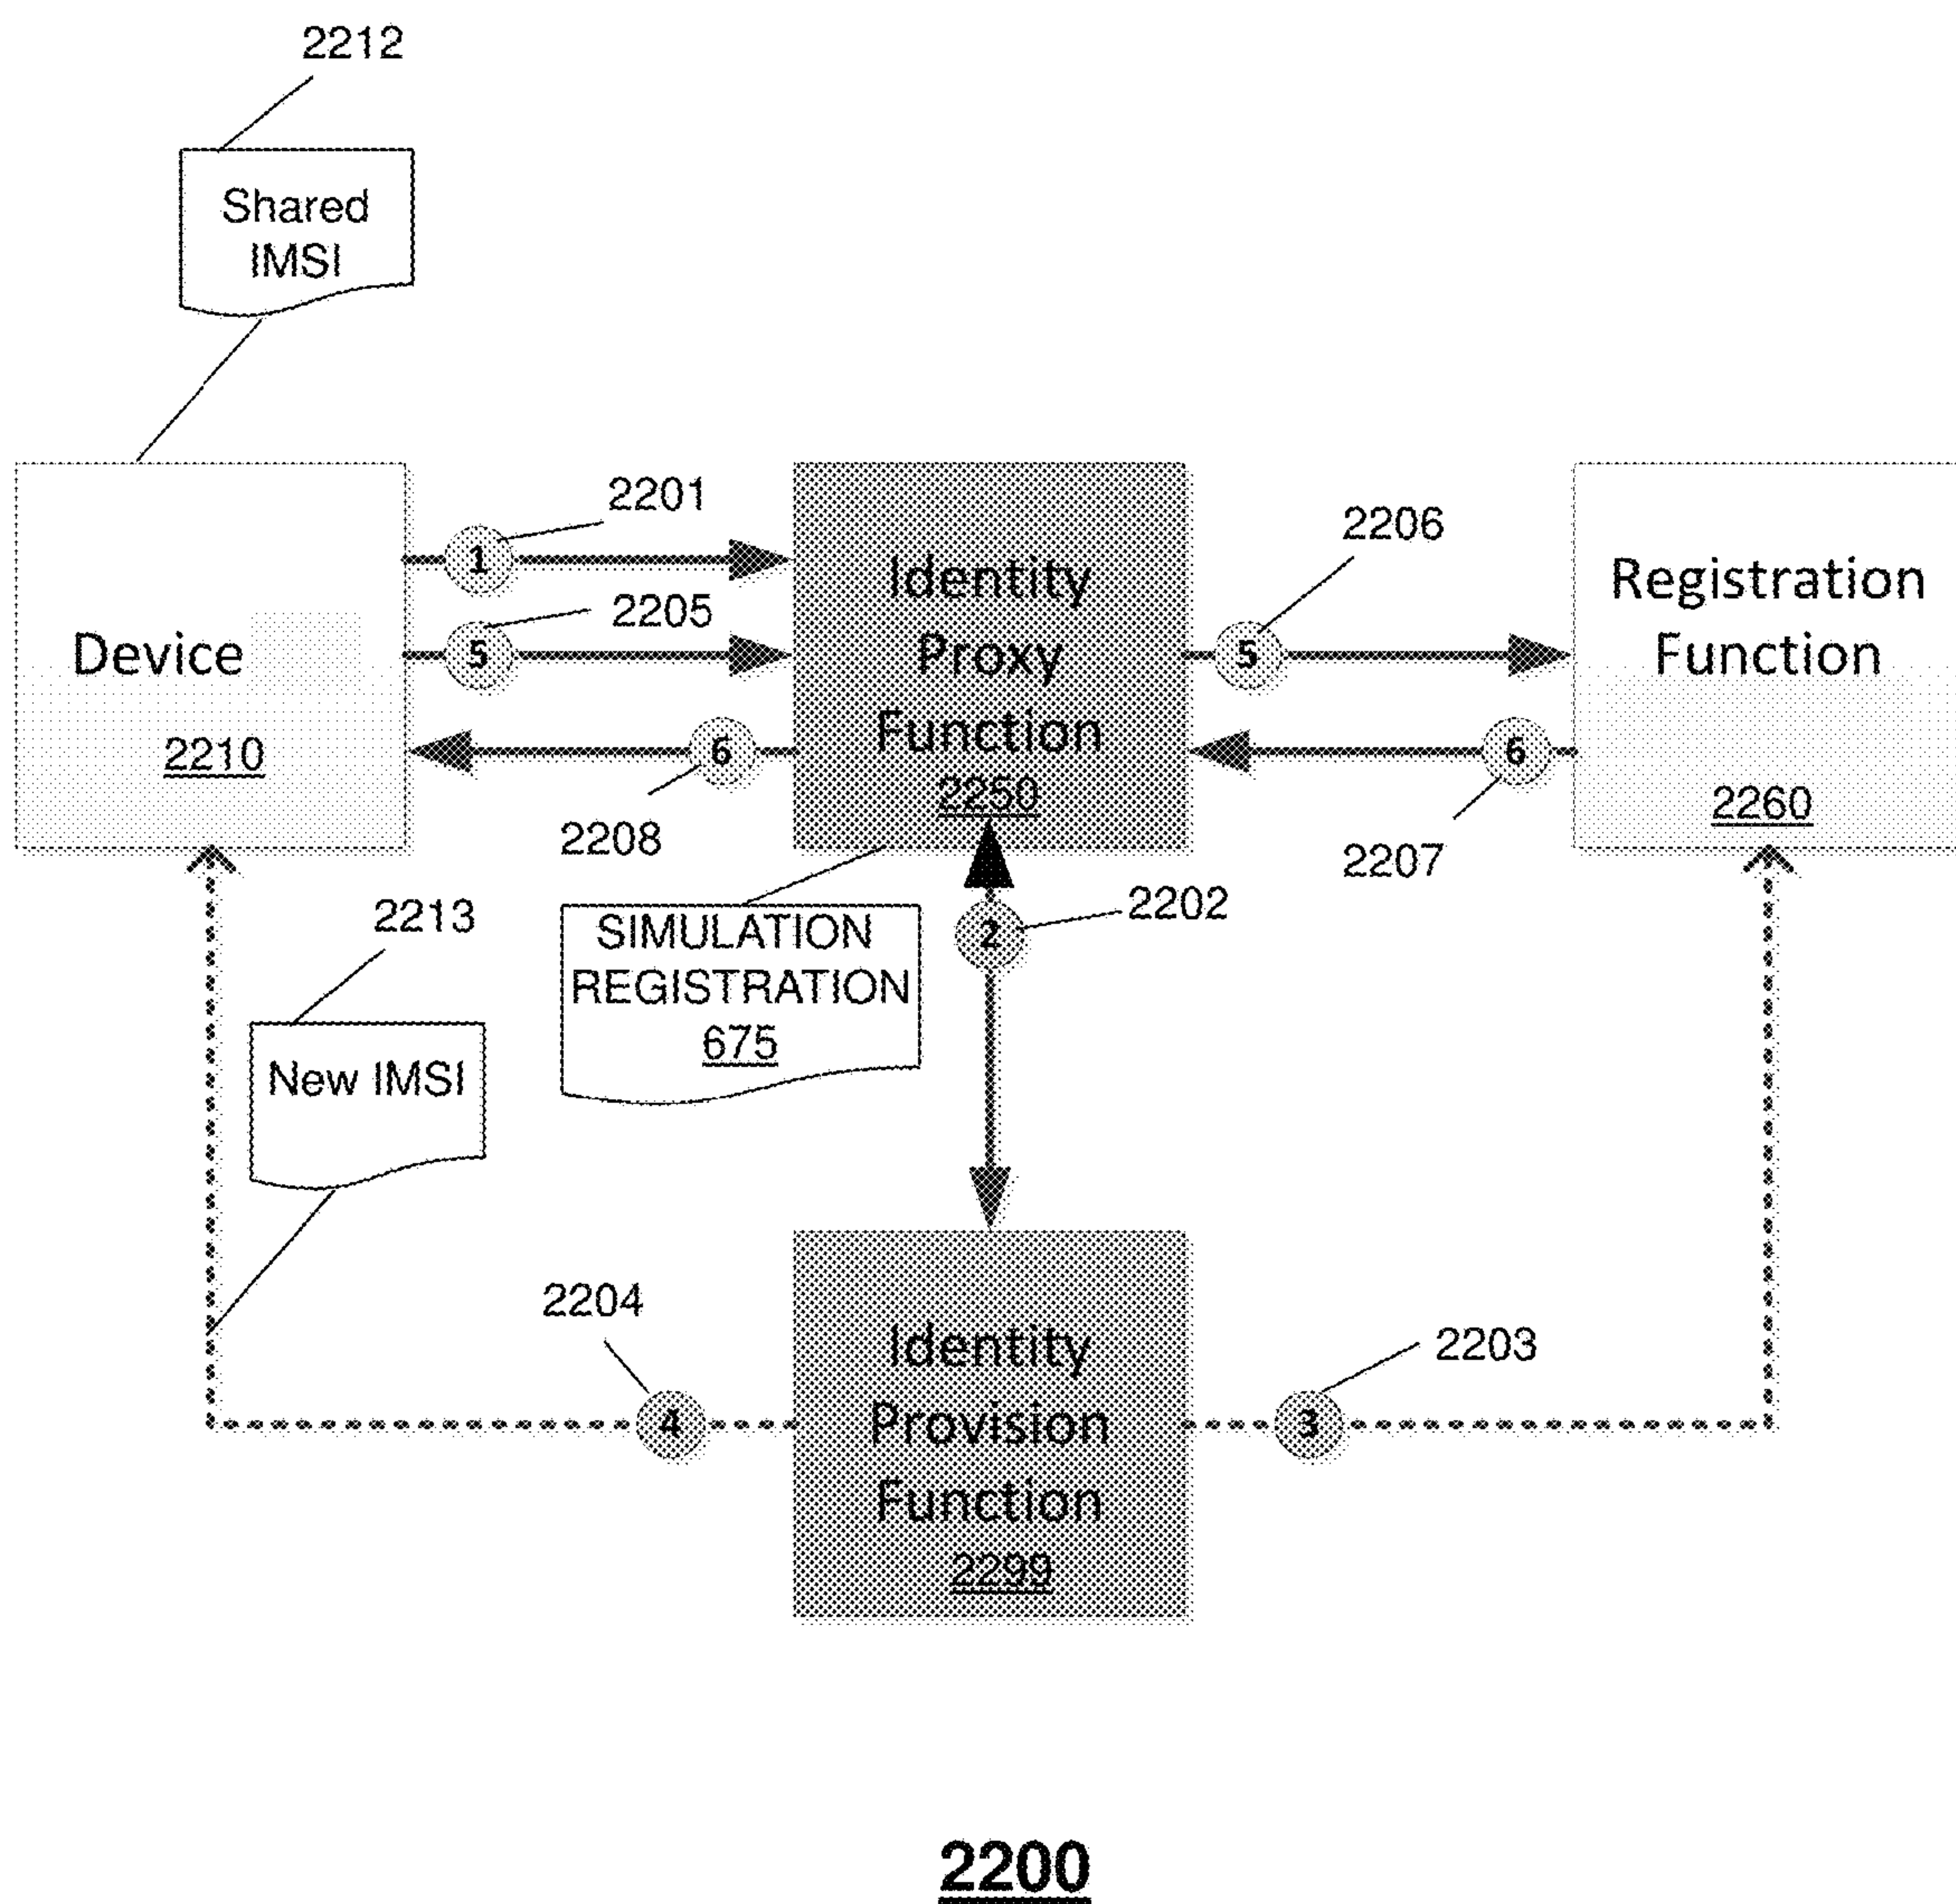 2212
Shared
IMSI
2201
1
2205
5
Device
2210
6
2208
Identity
Proxy
Function
2250
2206
5
6
2207
Registration
Function
2260
2202
2
SIMULATION
REGISTRATION
675
2213
New IMSI
2204
4
Identity
Provision
Function
2299
2203
3
2200